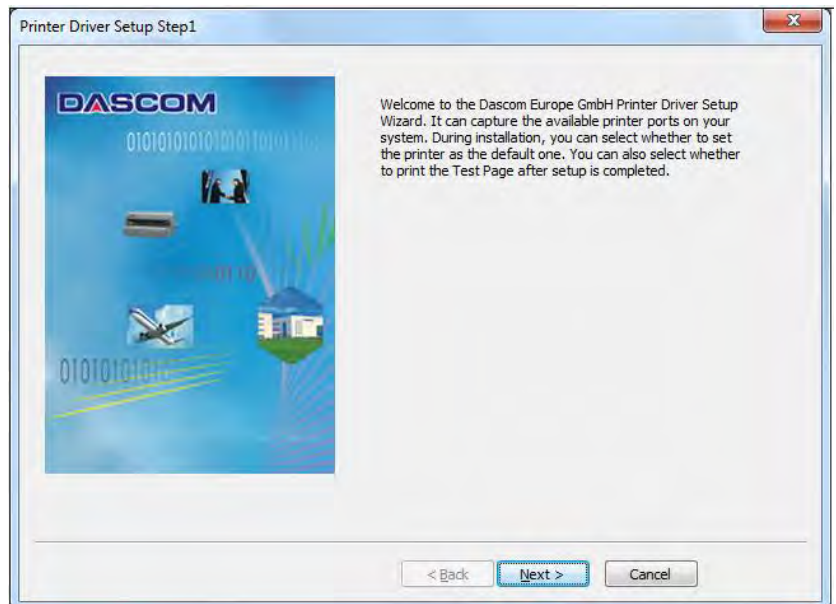 Printer Driver Setup Step1
DASCOM
Welcome to the Dascom Europe GmbH Printer Driver Setup
Wizard. It can capture the available printer ports on your
system. During installation, you can select whether to set
the printer as the default one. You can also select whether
to print the Test Page after setup is completed.
< Back
Next >
Cancel